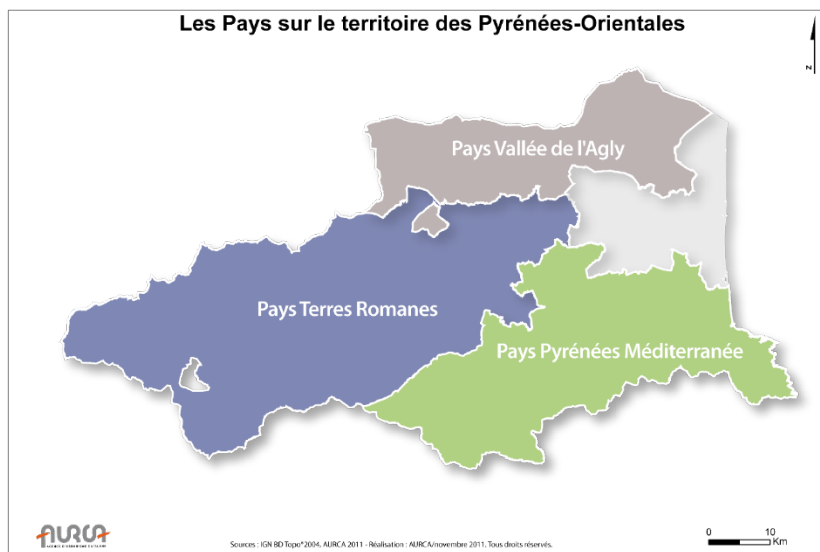 Les Pays sur le territoire des Pyrénées-Orientales
N
Pays Vallée de l'Agly
Pays Terres Romanes
Pays Pyrénées Méditerranée
AURCA
Sources : IGN BD Topo®2004, AURCA 2011 - Réalisation : AURCA/novembre 2011. Tous droits réservés.
0 10
Km